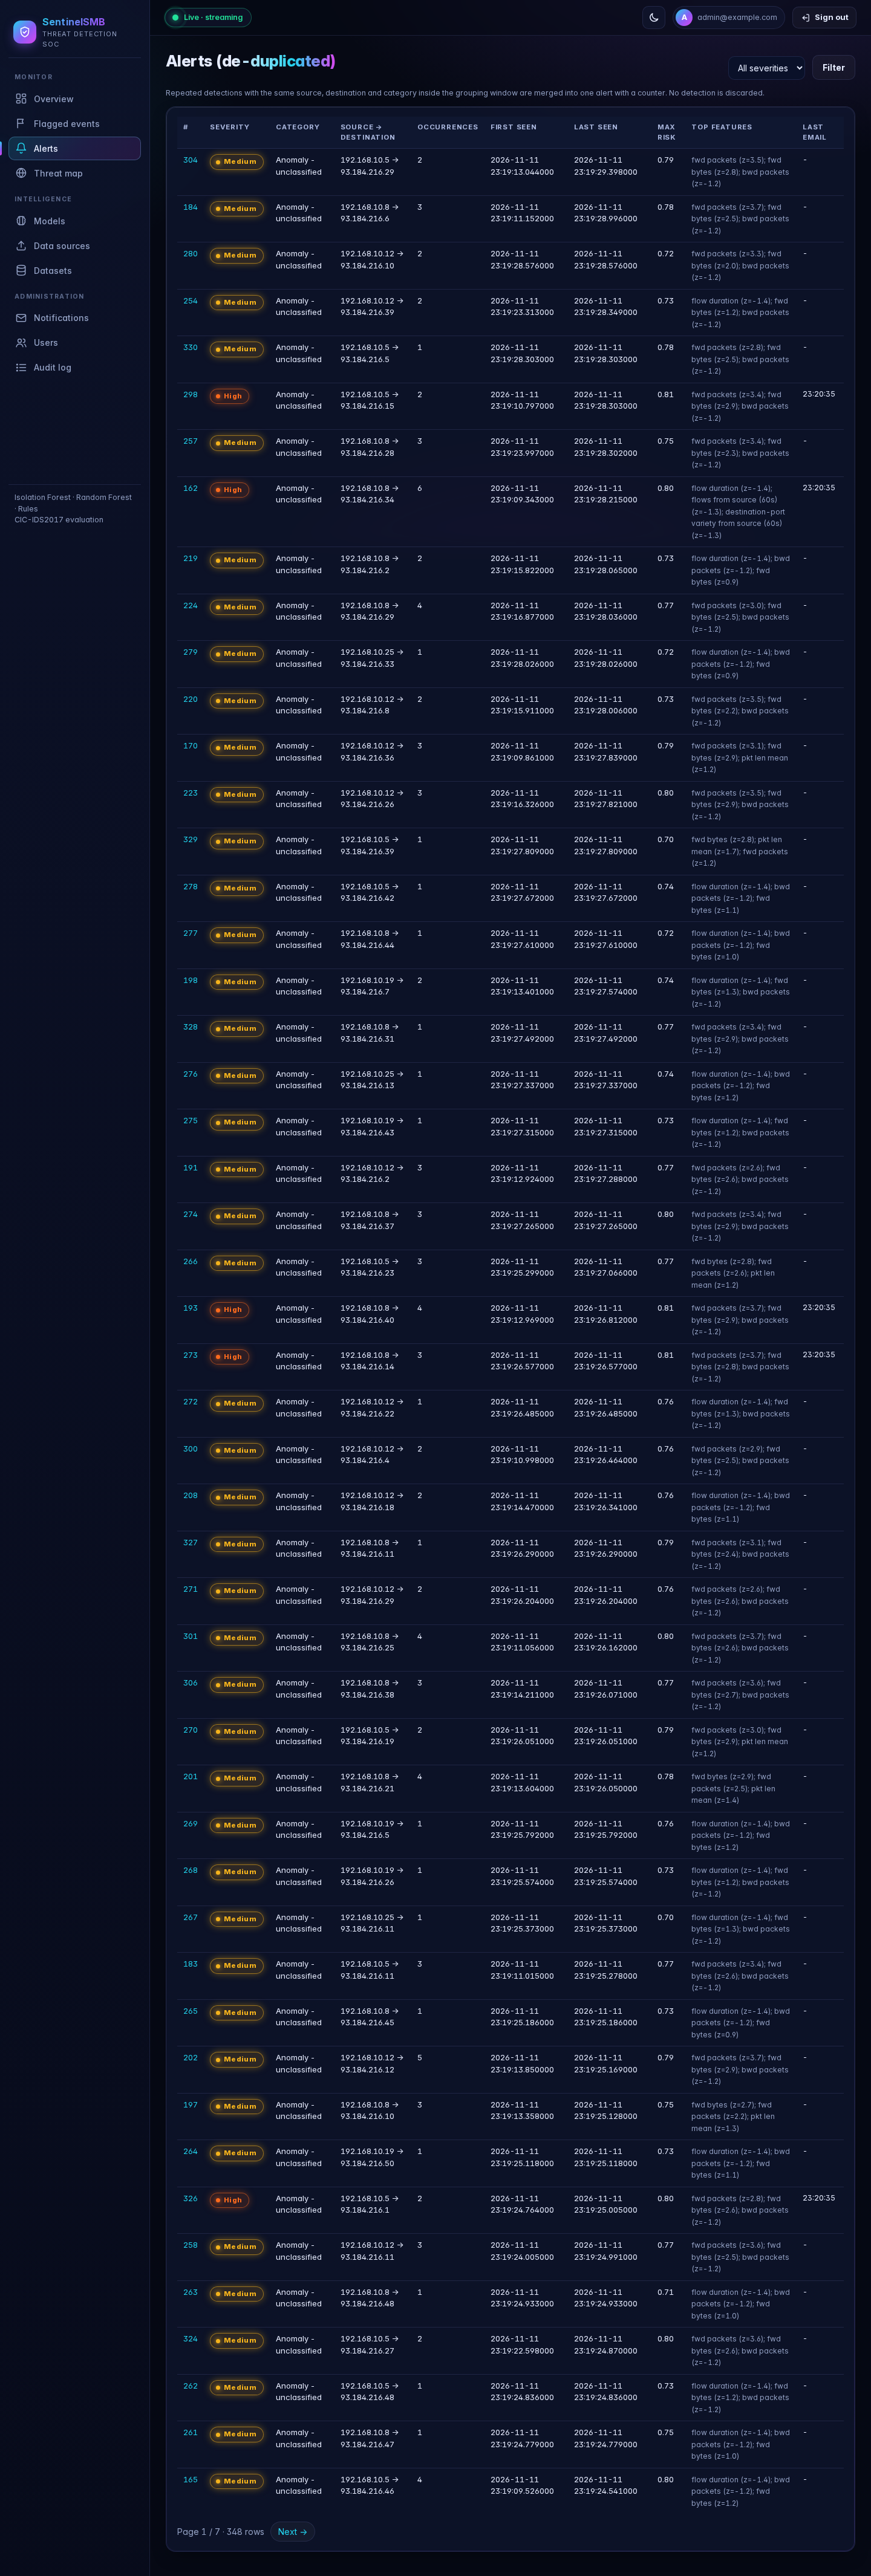 SentinelSMB
THREAT DETECTION
SOC
MONITOR
Overview
Flagged events
Alerts
Threat map
INTELLIGENCE
Models
Data sources
Datasets
ADMINISTRATION
Notifications
Users
Audit log
Isolation Forest · Random Forest
· Rules
CIC-IDS2017 evaluation
Live · streaming
A admin@example.com
Sign out
Alerts (de-duplicated)
All severities
Filter
Repeated detections with the same source, destination and category inside the grouping window are merged into one alert with a counter. No detection is discarded.
# SEVERITY CATEGORY SOURCE → DESTINATION OCCURRENCES FIRST SEEN LAST SEEN MAX RISK TOP FEATURES LAST EMAIL
304 Medium Anomaly - unclassified 192.168.10.5 → 93.184.216.29 2 2026-11-11 23:19:13.044000 2026-11-11 23:19:29.398000 0.79 fwd packets (z=3.5); fwd bytes (z=2.8); bwd packets (z=-1.2) -
184 Medium Anomaly - unclassified 192.168.10.8 → 93.184.216.6 3 2026-11-11 23:19:11.152000 2026-11-11 23:19:28.996000 0.78 fwd packets (z=3.7); fwd bytes (z=2.5); bwd packets (z=-1.2) -
280 Medium Anomaly - unclassified 192.168.10.12 → 93.184.216.10 2 2026-11-11 23:19:28.576000 2026-11-11 23:19:28.576000 0.72 fwd packets (z=3.3); fwd bytes (z=2.0); bwd packets (z=-1.2) -
254 Medium Anomaly - unclassified 192.168.10.12 → 93.184.216.39 2 2026-11-11 23:19:23.313000 2026-11-11 23:19:28.349000 0.73 flow duration (z=-1.4); fwd bytes (z=1.2); bwd packets (z=-1.2) -
330 Medium Anomaly - unclassified 192.168.10.5 → 93.184.216.5 1 2026-11-11 23:19:28.303000 2026-11-11 23:19:28.303000 0.78 fwd packets (z=2.8); fwd bytes (z=2.5); bwd packets (z=-1.2) -
298 High Anomaly - unclassified 192.168.10.5 → 93.184.216.15 2 2026-11-11 23:19:10.797000 2026-11-11 23:19:28.303000 0.81 fwd packets (z=3.4); fwd bytes (z=2.9); bwd packets (z=-1.2) 23:20:35
257 Medium Anomaly - unclassified 192.168.10.8 → 93.184.216.28 3 2026-11-11 23:19:23.997000 2026-11-11 23:19:28.302000 0.75 fwd packets (z=3.4); fwd bytes (z=2.3); bwd packets (z=-1.2) -
162 High Anomaly - unclassified 192.168.10.8 → 93.184.216.34 6 2026-11-11 23:19:09.343000 2026-11-11 23:19:28.215000 0.80 flow duration (z=-1.4); flows from source (60s) (z=-1.3); destination-port variety from source (60s) (z=-1.3) 23:20:35
219 Medium Anomaly - unclassified 192.168.10.8 → 93.184.216.2 2 2026-11-11 23:19:15.822000 2026-11-11 23:19:28.065000 0.73 flow duration (z=-1.4); bwd packets (z=-1.2); fwd bytes (z=0.9) -
224 Medium Anomaly - unclassified 192.168.10.8 → 93.184.216.29 4 2026-11-11 23:19:16.877000 2026-11-11 23:19:28.036000 0.77 fwd packets (z=3.0); fwd bytes (z=2.5); bwd packets (z=-1.2) -
279 Medium Anomaly - unclassified 192.168.10.25 → 93.184.216.33 1 2026-11-11 23:19:28.026000 2026-11-11 23:19:28.026000 0.72 flow duration (z=-1.4); bwd packets (z=-1.2); fwd bytes (z=0.9) -
220 Medium Anomaly - unclassified 192.168.10.12 → 93.184.216.8 2 2026-11-11 23:19:15.911000 2026-11-11 23:19:28.006000 0.73 fwd packets (z=3.5); fwd bytes (z=2.2); bwd packets (z=-1.2) -
170 Medium Anomaly - unclassified 192.168.10.12 → 93.184.216.36 3 2026-11-11 23:19:09.861000 2026-11-11 23:19:27.839000 0.79 fwd packets (z=3.1); fwd bytes (z=2.9); pkt len mean (z=1.2) -
223 Medium Anomaly - unclassified 192.168.10.12 → 93.184.216.26 3 2026-11-11 23:19:16.326000 2026-11-11 23:19:27.821000 0.80 fwd packets (z=3.5); fwd bytes (z=2.9); bwd packets (z=-1.2) -
329 Medium Anomaly - unclassified 192.168.10.5 → 93.184.216.39 1 2026-11-11 23:19:27.809000 2026-11-11 23:19:27.809000 0.70 fwd bytes (z=2.8); pkt len mean (z=1.7); fwd packets (z=1.2) -
278 Medium Anomaly - unclassified 192.168.10.5 → 93.184.216.42 1 2026-11-11 23:19:27.672000 2026-11-11 23:19:27.672000 0.74 flow duration (z=-1.4); bwd packets (z=-1.2); fwd bytes (z=1.1) -
277 Medium Anomaly - unclassified 192.168.10.8 → 93.184.216.44 1 2026-11-11 23:19:27.610000 2026-11-11 23:19:27.610000 0.72 flow duration (z=-1.4); bwd packets (z=-1.2); fwd bytes (z=1.0) -
198 Medium Anomaly - unclassified 192.168.10.19 → 93.184.216.7 2 2026-11-11 23:19:13.401000 2026-11-11 23:19:27.574000 0.74 flow duration (z=-1.4); fwd bytes (z=1.3); bwd packets (z=-1.2) -
328 Medium Anomaly - unclassified 192.168.10.8 → 93.184.216.31 1 2026-11-11 23:19:27.492000 2026-11-11 23:19:27.492000 0.77 fwd packets (z=3.4); fwd bytes (z=2.9); bwd packets (z=-1.2) -
276 Medium Anomaly - unclassified 192.168.10.25 → 93.184.216.13 1 2026-11-11 23:19:27.337000 2026-11-11 23:19:27.337000 0.74 flow duration (z=-1.4); bwd packets (z=-1.2); fwd bytes (z=1.2) -
275 Medium Anomaly - unclassified 192.168.10.19 → 93.184.216.43 1 2026-11-11 23:19:27.315000 2026-11-11 23:19:27.315000 0.73 flow duration (z=-1.4); fwd bytes (z=1.2); bwd packets (z=-1.2) -
191 Medium Anomaly - unclassified 192.168.10.12 → 93.184.216.2 3 2026-11-11 23:19:12.924000 2026-11-11 23:19:27.288000 0.77 fwd packets (z=2.6); fwd bytes (z=2.6); bwd packets (z=-1.2) -
274 Medium Anomaly - unclassified 192.168.10.8 → 93.184.216.37 3 2026-11-11 23:19:27.265000 2026-11-11 23:19:27.265000 0.80 fwd packets (z=3.4); fwd bytes (z=2.9); bwd packets (z=-1.2) -
266 Medium Anomaly - unclassified 192.168.10.5 → 93.184.216.23 3 2026-11-11 23:19:25.299000 2026-11-11 23:19:27.066000 0.77 fwd bytes (z=2.8); fwd packets (z=2.6); pkt len mean (z=1.2) -
193 High Anomaly - unclassified 192.168.10.8 → 93.184.216.40 4 2026-11-11 23:19:12.969000 2026-11-11 23:19:26.812000 0.81 fwd packets (z=3.7); fwd bytes (z=2.9); bwd packets (z=-1.2) 23:20:35
273 High Anomaly - unclassified 192.168.10.8 → 93.184.216.14 3 2026-11-11 23:19:26.577000 2026-11-11 23:19:26.577000 0.81 fwd packets (z=3.7); fwd bytes (z=2.8); bwd packets (z=-1.2) 23:20:35
272 Medium Anomaly - unclassified 192.168.10.12 → 93.184.216.22 1 2026-11-11 23:19:26.485000 2026-11-11 23:19:26.485000 0.76 flow duration (z=-1.4); fwd bytes (z=1.3); bwd packets (z=-1.2) -
300 Medium Anomaly - unclassified 192.168.10.12 → 93.184.216.4 2 2026-11-11 23:19:10.998000 2026-11-11 23:19:26.464000 0.76 fwd packets (z=2.9); fwd bytes (z=2.5); bwd packets (z=-1.2) -
208 Medium Anomaly - unclassified 192.168.10.12 → 93.184.216.18 2 2026-11-11 23:19:14.470000 2026-11-11 23:19:26.341000 0.76 flow duration (z=-1.4); bwd packets (z=-1.2); fwd bytes (z=1.1) -
327 Medium Anomaly - unclassified 192.168.10.8 → 93.184.216.11 1 2026-11-11 23:19:26.290000 2026-11-11 23:19:26.290000 0.79 fwd packets (z=3.1); fwd bytes (z=2.4); bwd packets (z=-1.2) -
271 Medium Anomaly - unclassified 192.168.10.12 → 93.184.216.29 2 2026-11-11 23:19:26.204000 2026-11-11 23:19:26.204000 0.76 fwd packets (z=2.6); fwd bytes (z=2.6); bwd packets (z=-1.2) -
301 Medium Anomaly - unclassified 192.168.10.8 → 93.184.216.25 4 2026-11-11 23:19:11.056000 2026-11-11 23:19:26.162000 0.80 fwd packets (z=3.7); fwd bytes (z=2.6); bwd packets (z=-1.2) -
306 Medium Anomaly - unclassified 192.168.10.8 → 93.184.216.38 3 2026-11-11 23:19:14.211000 2026-11-11 23:19:26.071000 0.77 fwd packets (z=3.6); fwd bytes (z=2.7); bwd packets (z=-1.2) -
270 Medium Anomaly - unclassified 192.168.10.5 → 93.184.216.19 2 2026-11-11 23:19:26.051000 2026-11-11 23:19:26.051000 0.79 fwd packets (z=3.0); fwd bytes (z=2.9); pkt len mean (z=1.2) -
201 Medium Anomaly - unclassified 192.168.10.8 → 93.184.216.21 4 2026-11-11 23:19:13.604000 2026-11-11 23:19:26.050000 0.78 fwd bytes (z=2.9); fwd packets (z=2.5); pkt len mean (z=1.4) -
269 Medium Anomaly - unclassified 192.168.10.19 → 93.184.216.5 1 2026-11-11 23:19:25.792000 2026-11-11 23:19:25.792000 0.76 flow duration (z=-1.4); bwd packets (z=-1.2); fwd bytes (z=1.2) -
268 Medium Anomaly - unclassified 192.168.10.19 → 93.184.216.26 1 2026-11-11 23:19:25.574000 2026-11-11 23:19:25.574000 0.73 flow duration (z=-1.4); fwd bytes (z=1.2); bwd packets (z=-1.2) -
267 Medium Anomaly - unclassified 192.168.10.25 → 93.184.216.11 1 2026-11-11 23:19:25.373000 2026-11-11 23:19:25.373000 0.70 flow duration (z=-1.4); fwd bytes (z=1.3); bwd packets (z=-1.2) -
183 Medium Anomaly - unclassified 192.168.10.5 → 93.184.216.11 3 2026-11-11 23:19:11.015000 2026-11-11 23:19:25.278000 0.77 fwd packets (z=3.4); fwd bytes (z=2.6); bwd packets (z=-1.2) -
265 Medium Anomaly - unclassified 192.168.10.8 → 93.184.216.45 1 2026-11-11 23:19:25.186000 2026-11-11 23:19:25.186000 0.73 flow duration (z=-1.4); bwd packets (z=-1.2); fwd bytes (z=0.9) -
202 Medium Anomaly - unclassified 192.168.10.12 → 93.184.216.12 5 2026-11-11 23:19:13.850000 2026-11-11 23:19:25.169000 0.79 fwd packets (z=3.7); fwd bytes (z=2.9); bwd packets (z=-1.2) -
197 Medium Anomaly - unclassified 192.168.10.8 → 93.184.216.10 3 2026-11-11 23:19:13.358000 2026-11-11 23:19:25.128000 0.75 fwd bytes (z=2.7); fwd packets (z=2.2); pkt len mean (z=1.3) -
264 Medium Anomaly - unclassified 192.168.10.19 → 93.184.216.50 1 2026-11-11 23:19:25.118000 2026-11-11 23:19:25.118000 0.73 flow duration (z=-1.4); bwd packets (z=-1.2); fwd bytes (z=1.1) -
326 High Anomaly - unclassified 192.168.10.5 → 93.184.216.1 2 2026-11-11 23:19:24.764000 2026-11-11 23:19:25.005000 0.80 fwd packets (z=2.8); fwd bytes (z=2.6); bwd packets (z=-1.2) 23:20:35
258 Medium Anomaly - unclassified 192.168.10.12 → 93.184.216.11 3 2026-11-11 23:19:24.005000 2026-11-11 23:19:24.991000 0.77 fwd packets (z=3.6); fwd bytes (z=2.5); bwd packets (z=-1.2) -
263 Medium Anomaly - unclassified 192.168.10.8 → 93.184.216.48 1 2026-11-11 23:19:24.933000 2026-11-11 23:19:24.933000 0.71 flow duration (z=-1.4); bwd packets (z=-1.2); fwd bytes (z=1.0) -
324 Medium Anomaly - unclassified 192.168.10.5 → 93.184.216.27 2 2026-11-11 23:19:22.598000 2026-11-11 23:19:24.870000 0.80 fwd packets (z=3.6); fwd bytes (z=2.6); bwd packets (z=-1.2) -
262 Medium Anomaly - unclassified 192.168.10.5 → 93.184.216.48 1 2026-11-11 23:19:24.836000 2026-11-11 23:19:24.836000 0.73 flow duration (z=-1.4); fwd bytes (z=1.2); bwd packets (z=-1.2) -
261 Medium Anomaly - unclassified 192.168.10.8 → 93.184.216.47 1 2026-11-11 23:19:24.779000 2026-11-11 23:19:24.779000 0.75 flow duration (z=-1.4); bwd packets (z=-1.2); fwd bytes (z=1.0) -
165 Medium Anomaly - unclassified 192.168.10.5 → 93.184.216.46 4 2026-11-11 23:19:09.526000 2026-11-11 23:19:24.541000 0.80 flow duration (z=-1.4); bwd packets (z=-1.2); fwd bytes (z=1.2) -
Page 1 / 7 · 348 rows Next →